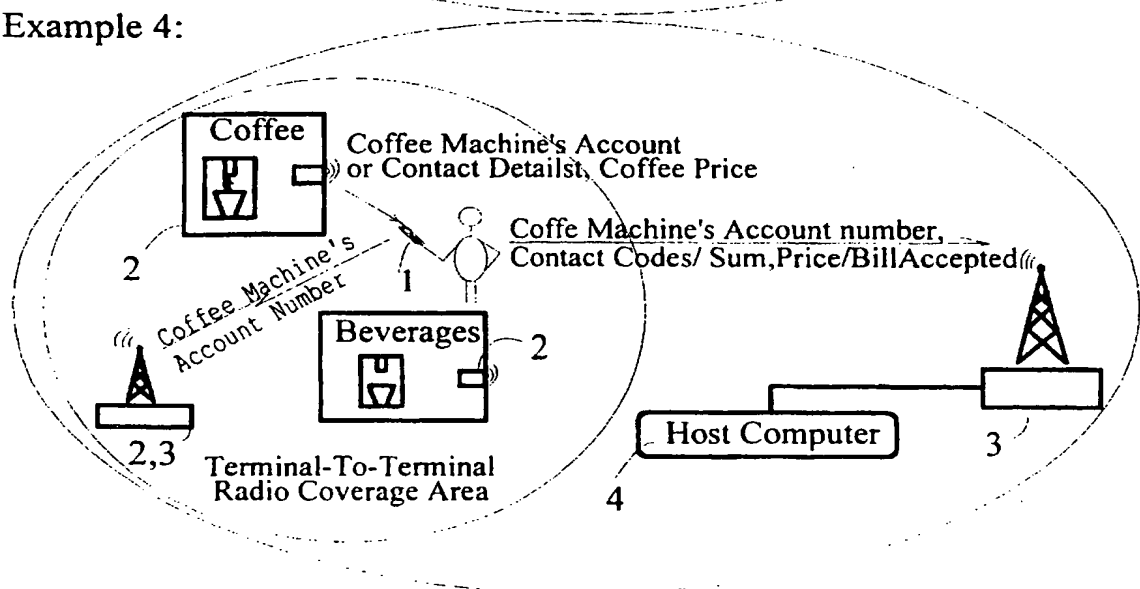 Example 4:
Coffee
Coffee Machine's Account
or Contact Detailst, Coffee Price
2
1
Coffe Machine's Account number,
Contact Codes/ Sum,Price/BillAccepted
Coffee Machine's
Account Number
Beverages
2
2,3
Terminal-To-Terminal
Radio Coverage Area
Host Computer
4
3